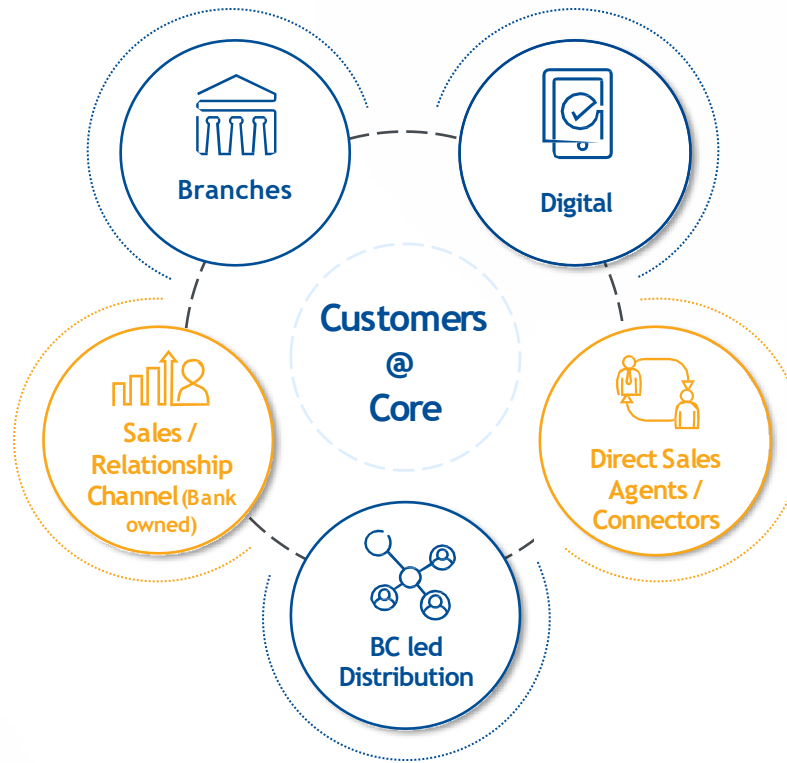 Branches
Digital
Customers
@
Core
Sales /
Relationship
Channel (Bank
owned)
Direct Sales
Agents /
Connectors
BC led
Distribution